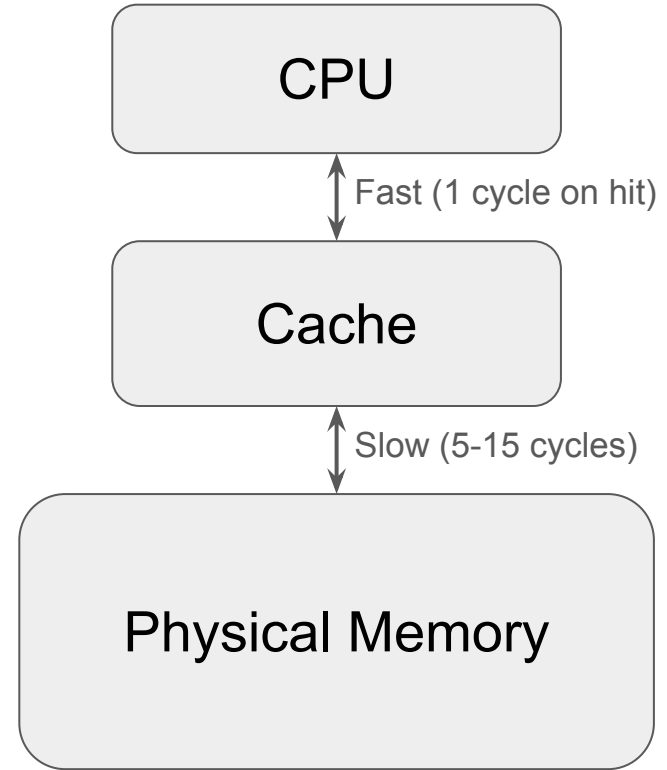 CPU
Fast (1 cycle on hit)
Cache
Slow (5-15 cycles)
Physical Memory